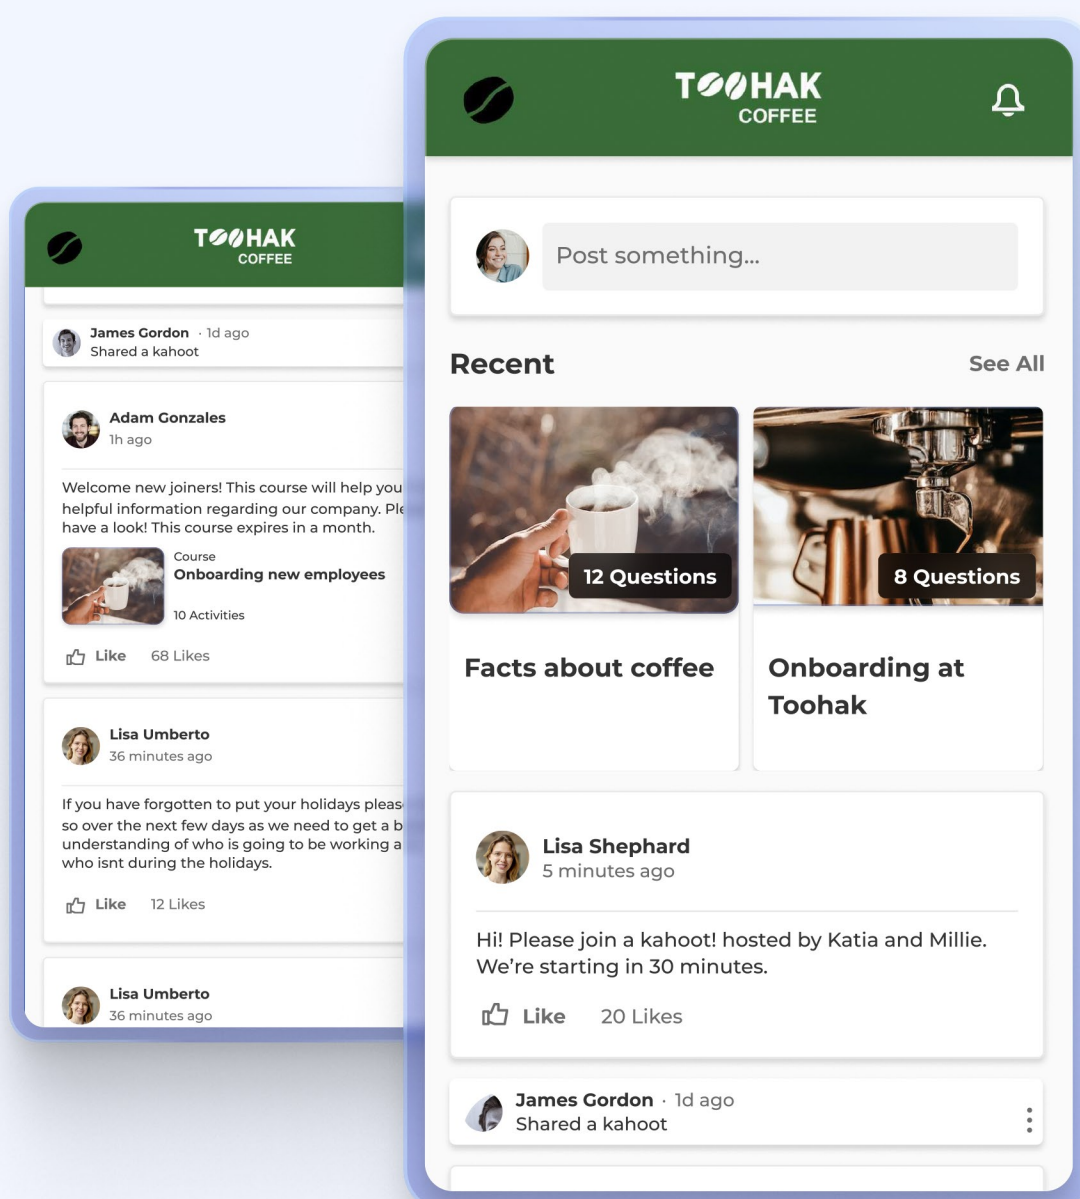 TOOHAK
COFFEE
James Gordon · 1d ago
Shared a kahoot
Adam Gonzales
1h ago
Welcome new joiners! This course will help you
helpful information regarding our company.
have a look! This course expires in a month.
Course
Onboarding new employees
10 Activities
Like 68 Likes
Lisa Umberto
36 minutes ago
If you have forgotten to put your holidays
so over the next few days as we need to get a
understanding of who is going to be working
who isnt during the holidays.
Like 12 Likes
Lisa Umberto
36 minutes ago
TOOHAK
COFFEE
Post something...
Recent See All
12 Questions
8 Questions
Facts about coffee
Onboarding at
Toohak
Lisa Shephard
5 minutes ago
Hi! Please join a kahoot! hosted by Katia and Millie.
We're starting in 30 minutes.
Like 20 Likes
James Gordon · 1d ago
Shared a kahoot